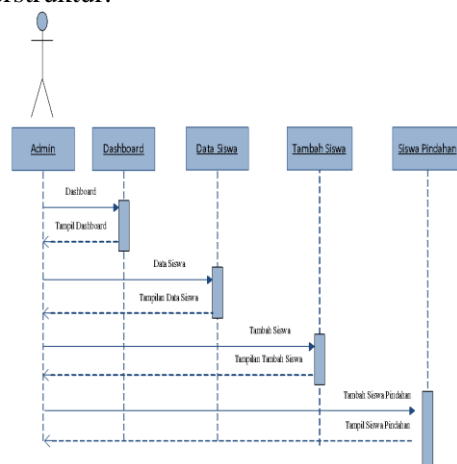 Admin
Dashboard
Data Siswa
Tambah Siswa
Siswa Pindahan
Dashboard
Tampil Dashboard
Data Siswa
Tampilan Data Siswa
Tambah Siswa
Tampilan Tambah Siswa
Tambah Siswa Pindahan
Tampil Siswa Pindahan